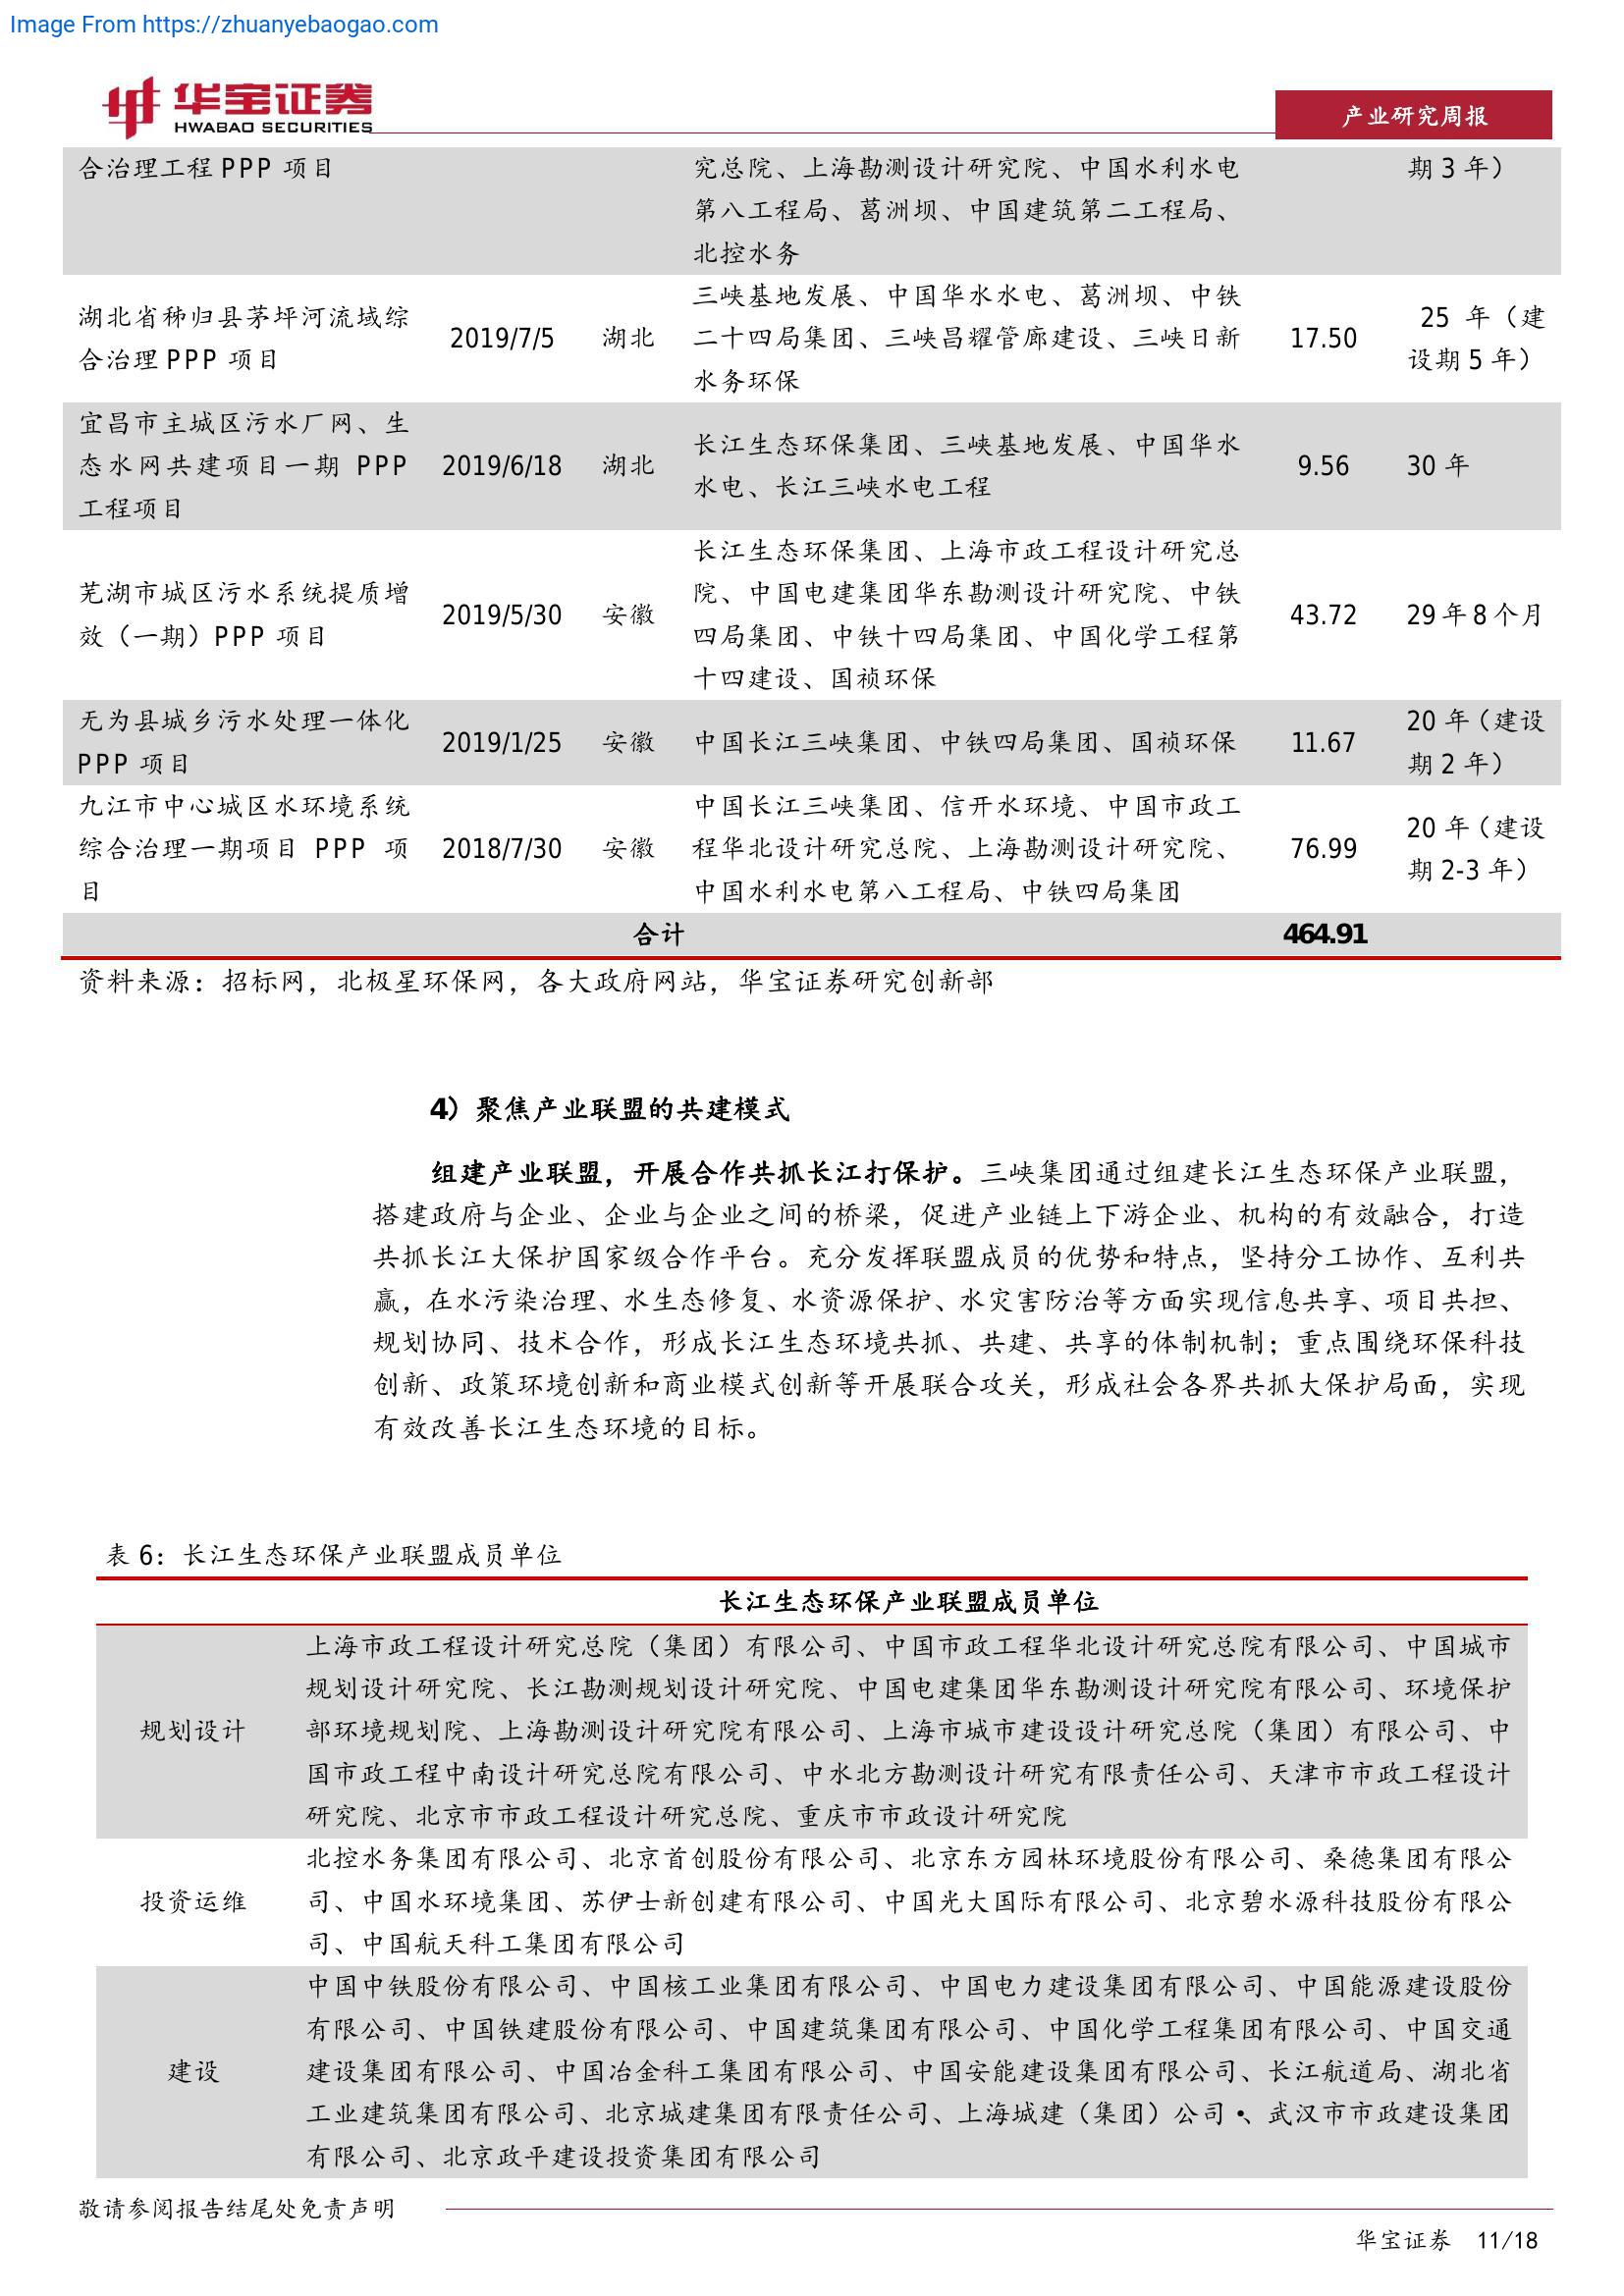 Image From https://zhuanyebaogao.com
华宝证券
HWABAO SECURITIES
产业研究周报
合治理工程 PPP 项目
究总院、上海勘测设计研究院、中国水利水电
第八工程局、葛洲坝、中国建筑第二工程局、
北控水务
期 3 年）
湖北省秭归县茅坪河流域综
合治理 PPP 项目
2019/7/5
湖北
三峡基地发展、中国华水水电、葛洲坝、中铁
二十四局集团、三峡昌耀管廊建设、三峡日新
水务环保
17.50
25 年（建
设期 5 年）
宜昌市主城区污水厂网、生
态水网共建项目一期 PPP
工程项目
2019/6/18
湖北
长江生态环保集团、三峡基地发展、中国华水
水电、长江三峡水电工程
9.56
30 年
芜湖市城区污水系统提质增
效（一期）PPP 项目
2019/5/30
安徽
长江生态环保集团、上海市政工程设计研究总
院、中国电建集团华东勘测设计研究院、中铁
四局集团、中铁十四局集团、中国化学工程第
十四建设、国祯环保
43.72
29 年 8 个月
无为县城乡污水处理一体化
PPP 项目
2019/1/25
安徽
中国长江三峡集团、中铁四局集团、国祯环保
11.67
20 年（建设
期 2 年）
九江市中心城区水环境系统
综合治理一期项目 PPP 项
目
2018/7/30
安徽
中国长江三峡集团、信开水环境、中国市政工
程华北设计研究总院、上海勘测设计研究院、
中国水利水电第八工程局、中铁四局集团
76.99
20 年（建设
期 2-3 年）
合计
464.91
资料来源：招标网，北极星环保网，各大政府网站，华宝证券研究创新部
4）聚焦产业联盟的共建模式
组建产业联盟，开展合作共抓长江打保护。三峡集团通过组建长江生态环保产业联盟，
搭建政府与企业、企业与企业之间的桥梁，促进产业链上下游企业、机构的有效融合，打造
共抓长江大保护国家级合作平台。充分发挥联盟成员的优势和特点，坚持分工协作、互利共
赢，在水污染治理、水生态修复、水资源保护、水灾害防治等方面实现信息共享、项目共担、
规划协同、技术合作，形成长江生态环境共抓、共建、共享的体制机制；重点围绕环保科技
创新、政策环境创新和商业模式创新等开展联合攻关，形成社会各界共抓大保护局面，实现
有效改善长江生态环境的目标。
表 6：长江生态环保产业联盟成员单位
长江生态环保产业联盟成员单位
规划设计
上海市政工程设计研究总院（集团）有限公司、中国市政工程华北设计研究总院有限公司、中国城市
规划设计研究院、长江勘测规划设计研究院、中国电建集团华东勘测设计研究院有限公司、环境保护
部环境规划院、上海勘测设计研究院有限公司、上海市城市建设设计研究总院（集团）有限公司、中
国市政工程中南设计研究总院有限公司、中水北方勘测设计研究有限责任公司、天津市市政工程设计
研究院、北京市市政工程设计研究总院、重庆市市政设计研究院
投资运维
北控水务集团有限公司、北京首创股份有限公司、北京东方园林环境股份有限公司、桑德集团有限公
司、中国水环境集团、苏伊士新创建有限公司、中国光大国际有限公司、北京碧水源科技股份有限公
司、中国航天科工集团有限公司
建设
中国中铁股份有限公司、中国核工业集团有限公司、中国电力建设集团有限公司、中国能源建设股份
有限公司、中国铁建股份有限公司、中国建筑集团有限公司、中国化学工程集团有限公司、中国交通
建设集团有限公司、中国冶金科工集团有限公司、中国安能建设集团有限公司、长江航道局、湖北省
工业建筑集团有限公司、北京城建集团有限责任公司、上海城建（集团）公司•、武汉市市政建设集团
有限公司、北京政平建设投资集团有限公司
敬请参阅报告结尾处免责声明
华宝证券 11/18